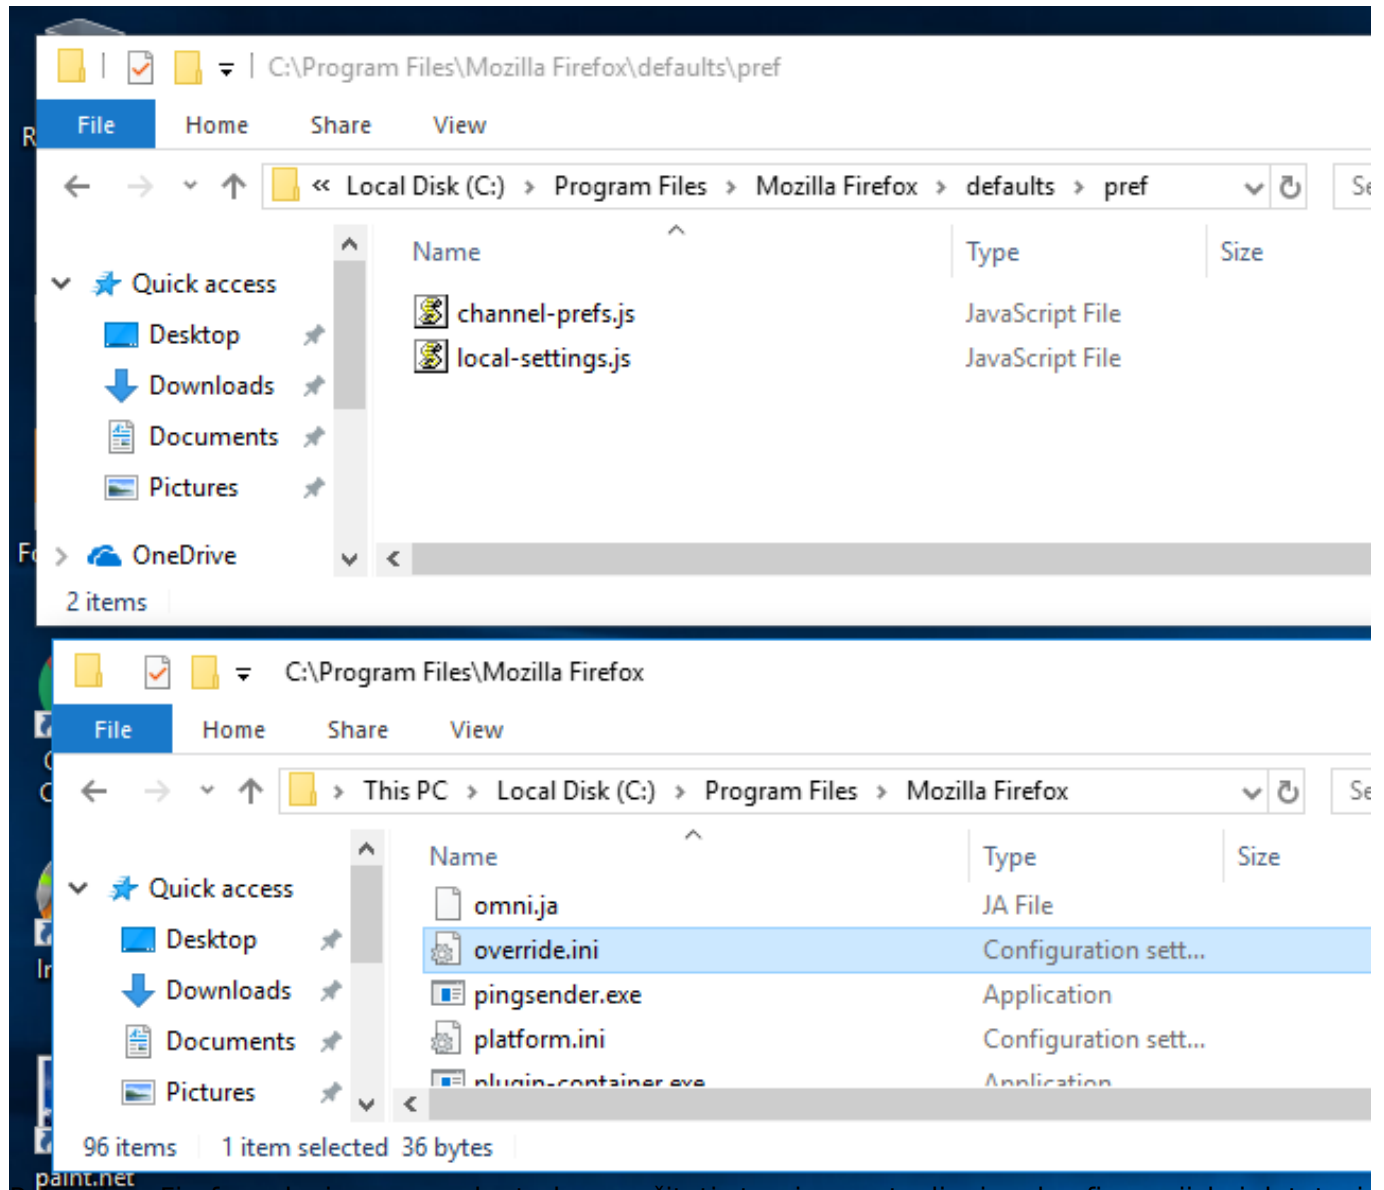 C:\Program Files\Mozilla Firefox\defaults\pref
File Home Share View
« Local Disk (C:) > Program Files > Mozilla Firefox > defaults > pref
Name Type Size
Quick access
channel-prefs.js JavaScript File
Desktop
local-settings.js JavaScript File
Downloads
Documents
Pictures
OneDrive
2 items
C:\Program Files\Mozilla Firefox
File Home Share View
> This PC > Local Disk (C:) > Program Files > Mozilla Firefox
Name Type Size
Quick access
omni.ja JA File
Desktop
override.ini Configuration sett...
Downloads
pingsender.exe Application
Documents
platform.ini Configuration sett...
Pictures
plugin-container.exe Application
96 items 1 item selected 36 bytes
paint.net